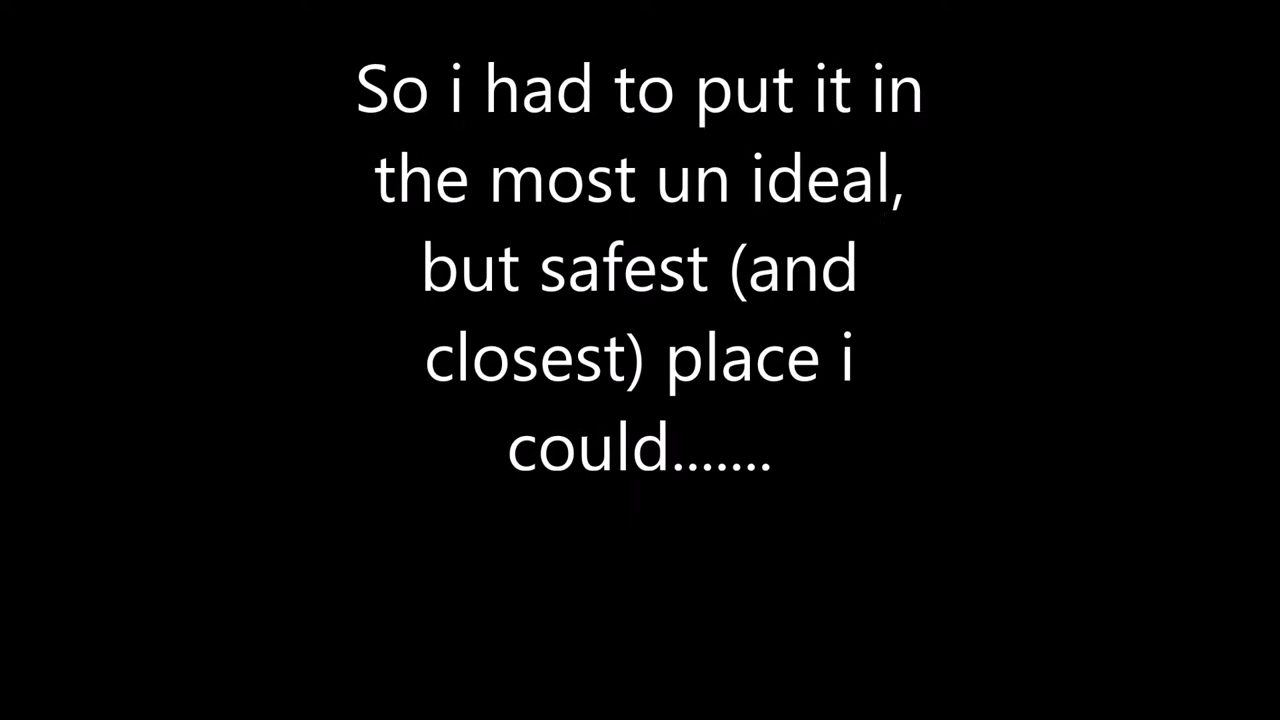 So i had to put it in
the most un ideal,
but safest (and
closest) place i
could.......